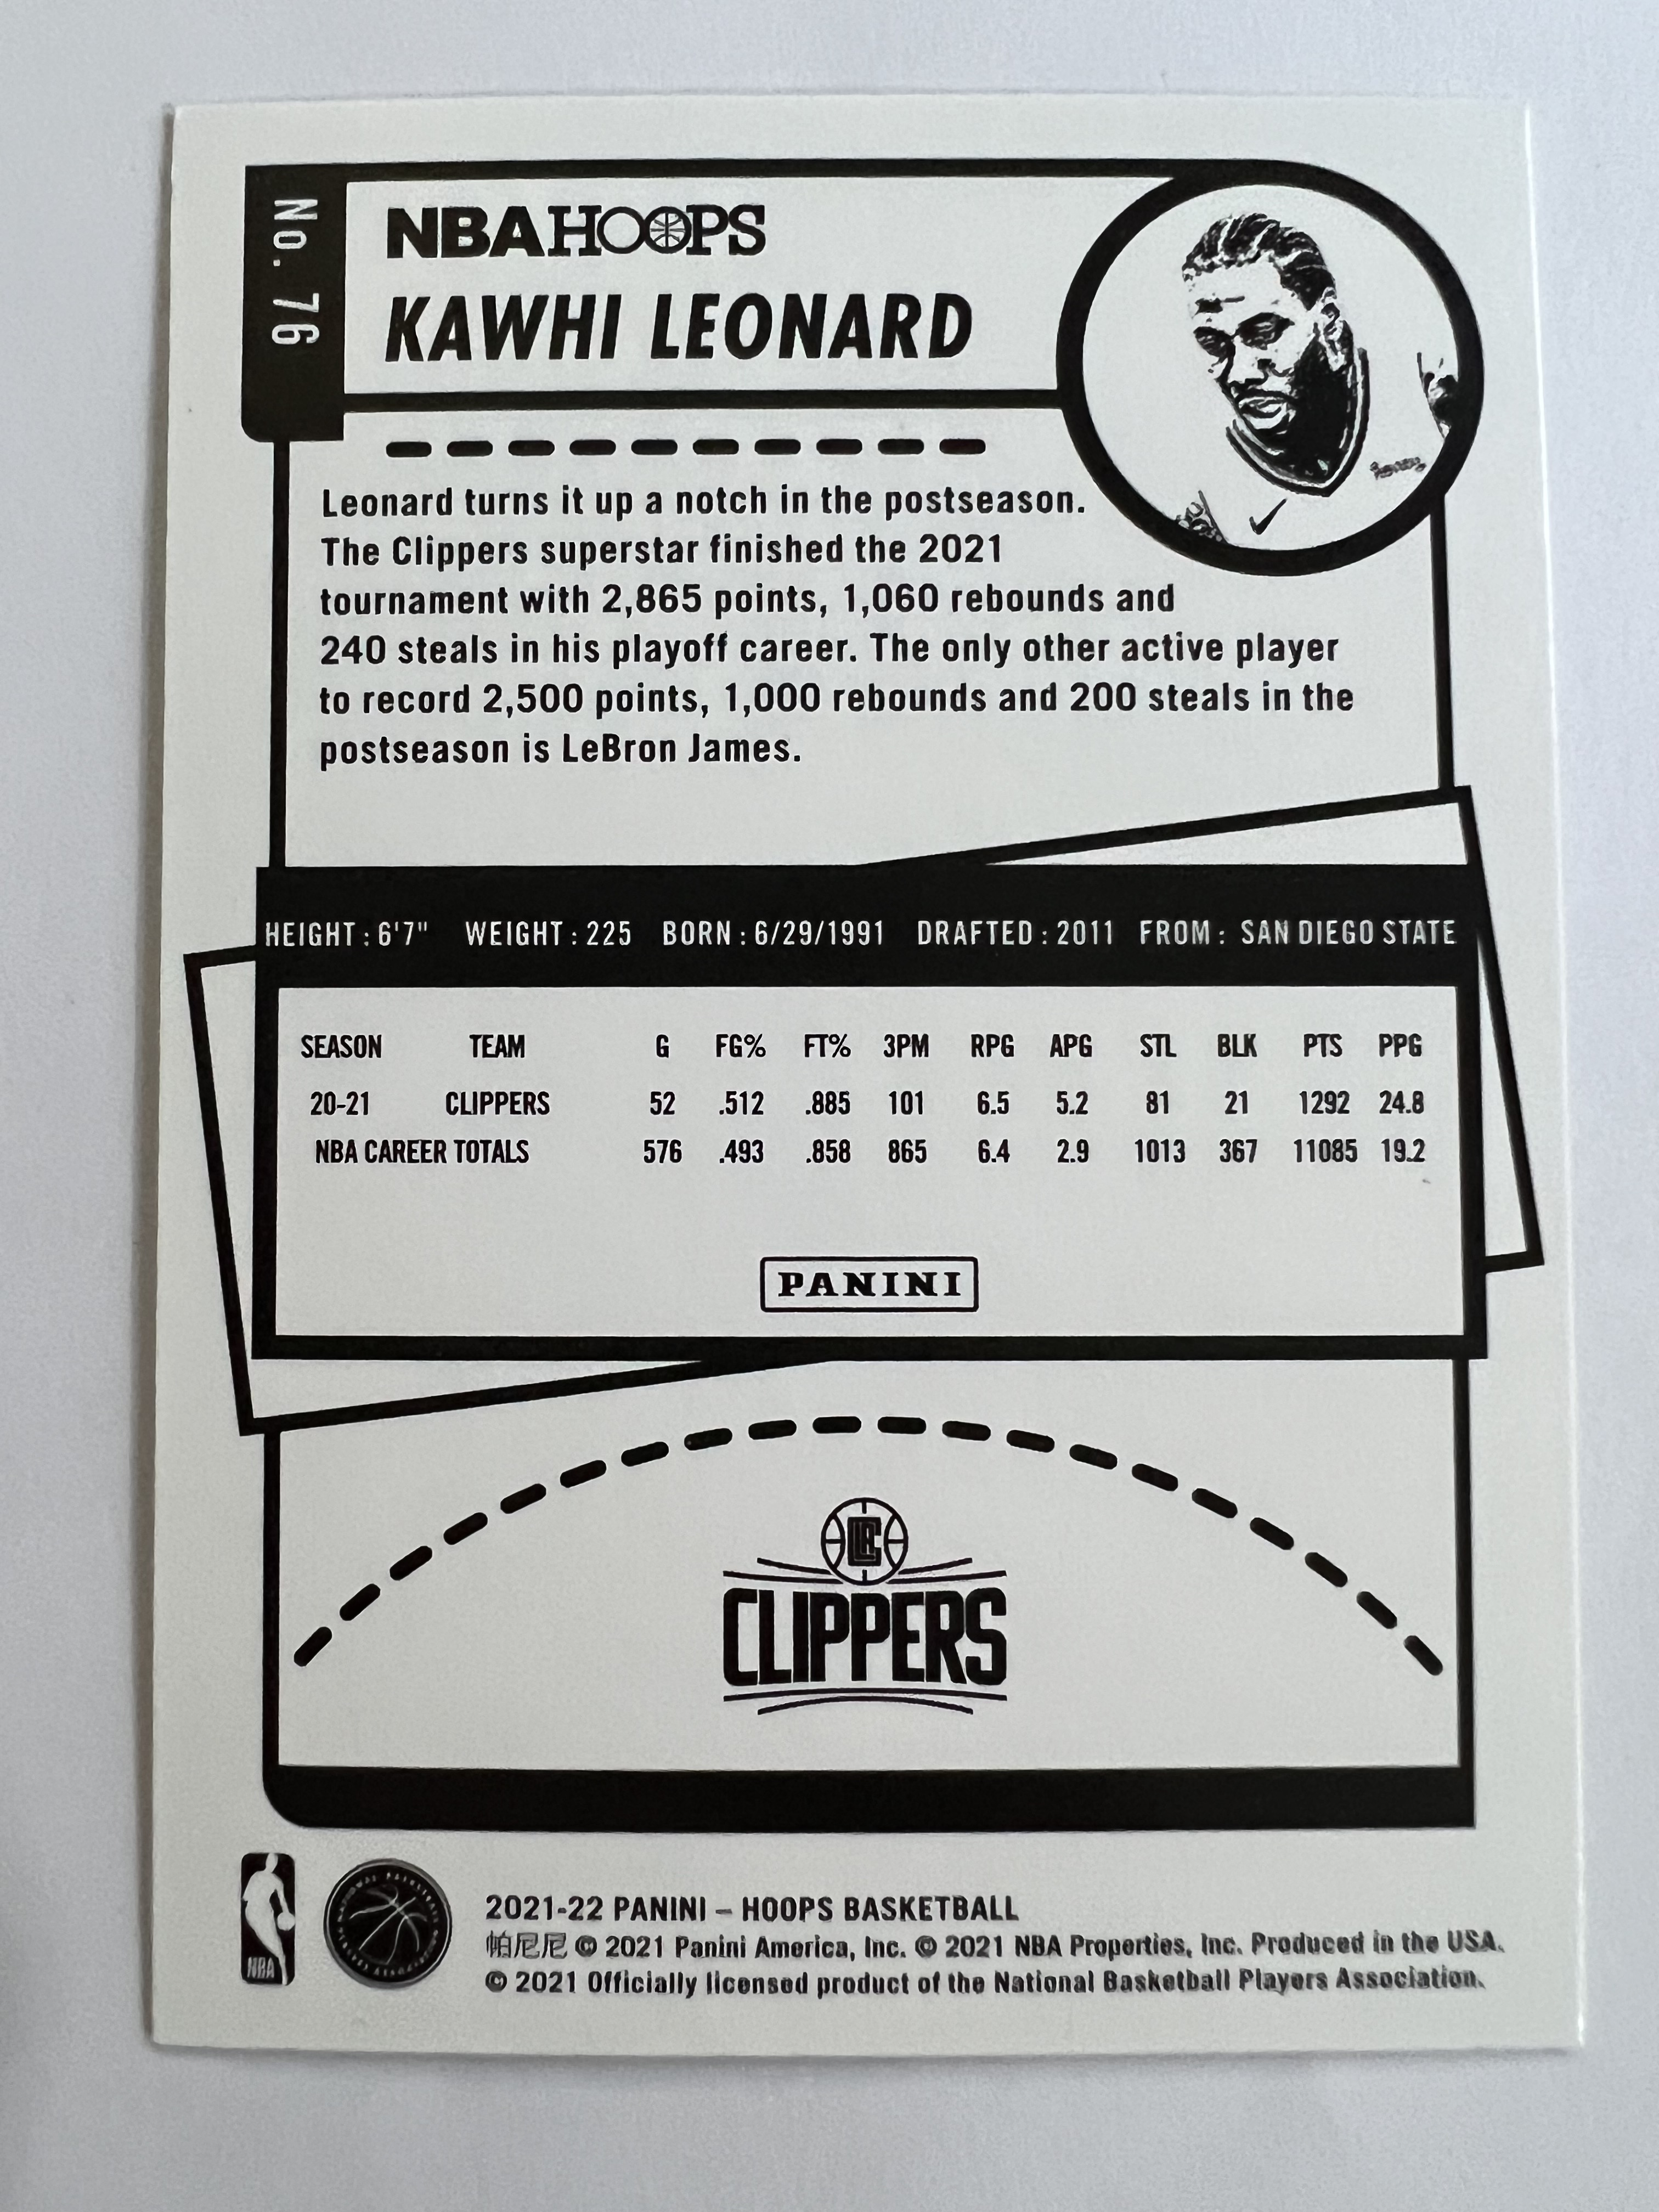 No. 76
NBA HOOPS
KAWHI LEONARD
Leonard turns it up a notch in the postseason.
The Clippers superstar finished the 2021
tournament with 2,865 points, 1,060 rebounds and
240 steals in his playoff career. The only other active player
to record 2,500 points, 1,000 rebounds and 200 steals in the
postseason is LeBron James.
HEIGHT: 6'7" WEIGHT: 225 BORN: 6/29/1991 DRAFTED: 2011 FROM: SAN DIEGO STATE
SEASON TEAM G FG% FT% 3PM RPG APG STL BLK PTS PPG
20-21 CLIPPERS 52 .512 .885 101 6.5 5.2 81 21 1292 24.8
NBA CAREER TOTALS 576 .493 .858 865 6.4 2.9 1013 367 11085 19.2
PANINI
LAC
CLIPPERS
NBA
NATIONAL BASKETBALL PLAYERS ASSOCIATION
2021-22 PANINI – HOOPS BASKETBALL
帕尼尼 © 2021 Panini America, Inc. © 2021 NBA Properties, Inc. Produced in the USA.
© 2021 Officially licensed product of the National Basketball Players Association.